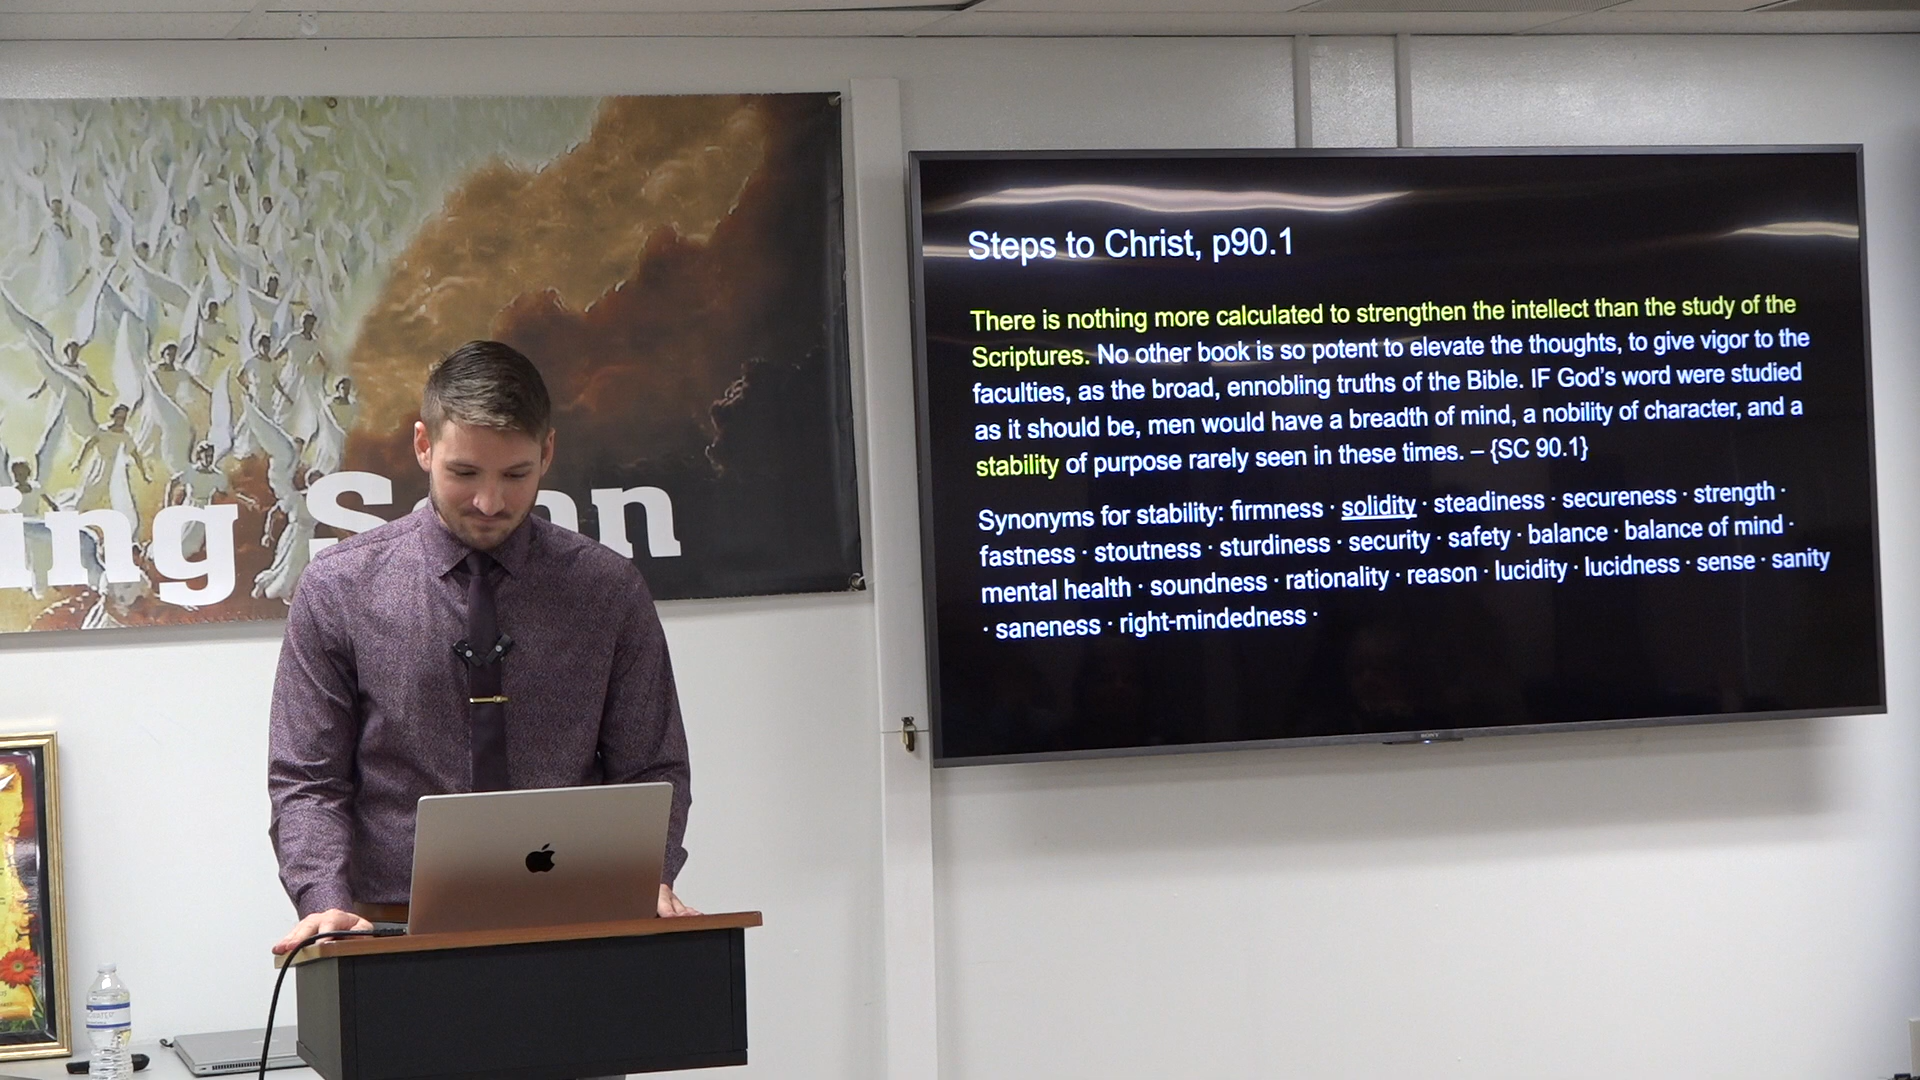 ing Soon
Steps to Christ, p90.1
There is nothing more calculated to strengthen the intellect than the study of the
Scriptures. No other book is so potent to elevate the thoughts, to give vigor to the
faculties, as the broad, ennobling truths of the Bible. IF God's word were studied
as it should be, men would have a breadth of mind, a nobility of character, and a
stability of purpose rarely seen in these times. – {SC 90.1}
Synonyms for stability: firmness · solidity · steadiness · secureness · strength ·
fastness · stoutness · sturdiness · security · safety · balance · balance of mind ·
mental health · soundness · rationality · reason · lucidity · lucidness · sense · sanity
· saneness · right-mindedness ·
SONY